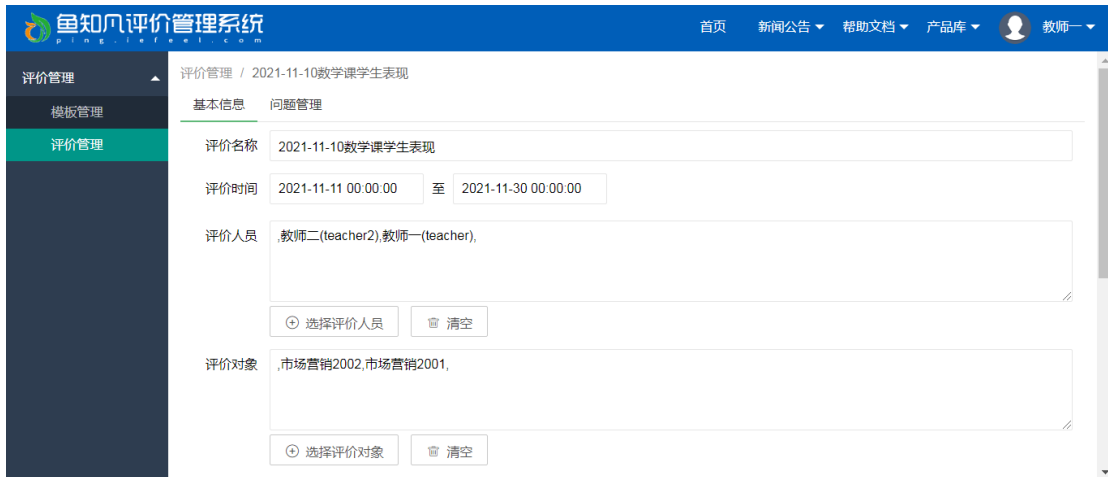 鱼知凡评价管理系统
ping.iefeel.com
首页 新闻公告 帮助文档 产品库 教师一
评价管理
模板管理
评价管理
评价管理 / 2021-11-10数学课学生表现
基本信息 问题管理
评价名称 2021-11-10数学课学生表现
评价时间 2021-11-11 00:00:00 至 2021-11-30 00:00:00
评价人员 ,教师二(teacher2),教师一(teacher),
选择评价人员 清空
评价对象 ,市场营销2002,市场营销2001,
选择评价对象 清空